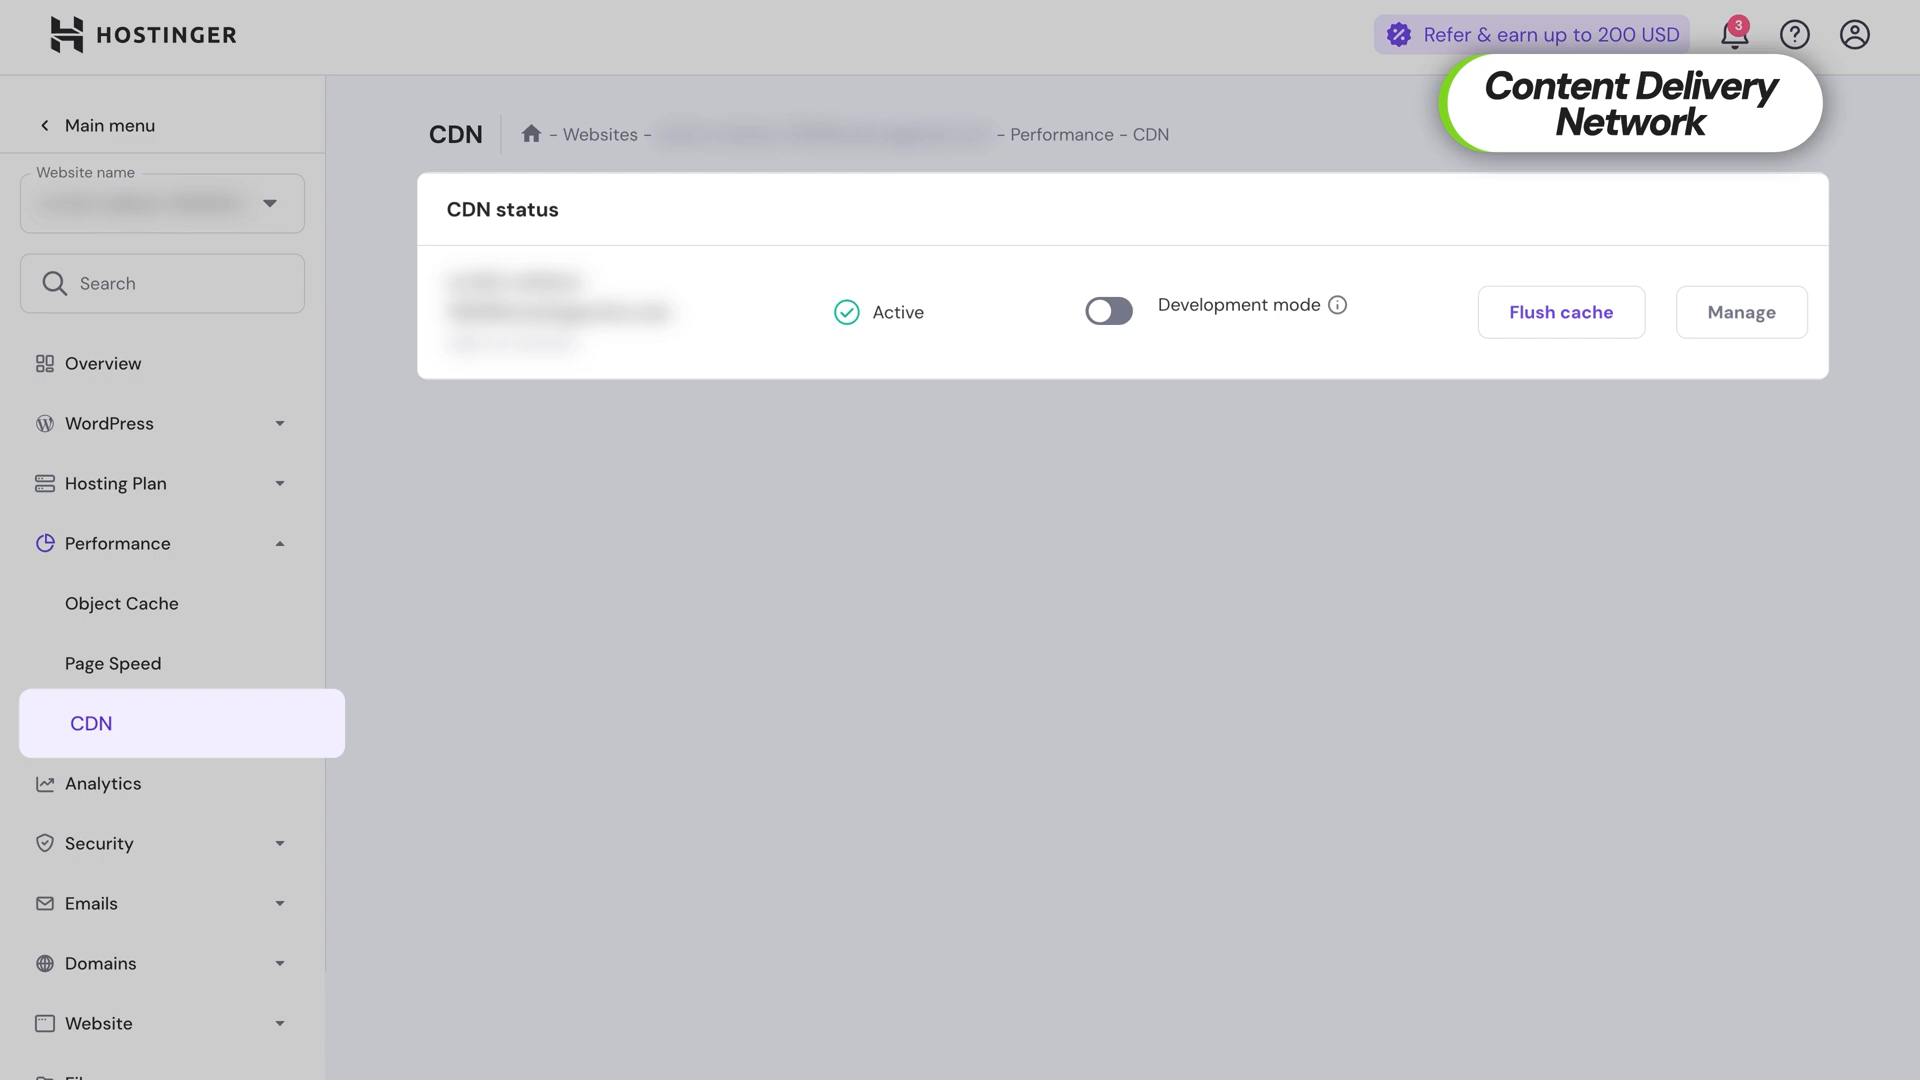 HOSTINGER
Refer & earn up to 200 USD
3
Content Delivery
Network
Main menu
CDN
- Websites -
- Performance - CDN
Website name
CDN status
Search
Active
Development mode
Flush cache
Manage
Overview
WordPress
Hosting Plan
Performance
Object Cache
Page Speed
CDN
Analytics
Security
Emails
Domains
Website